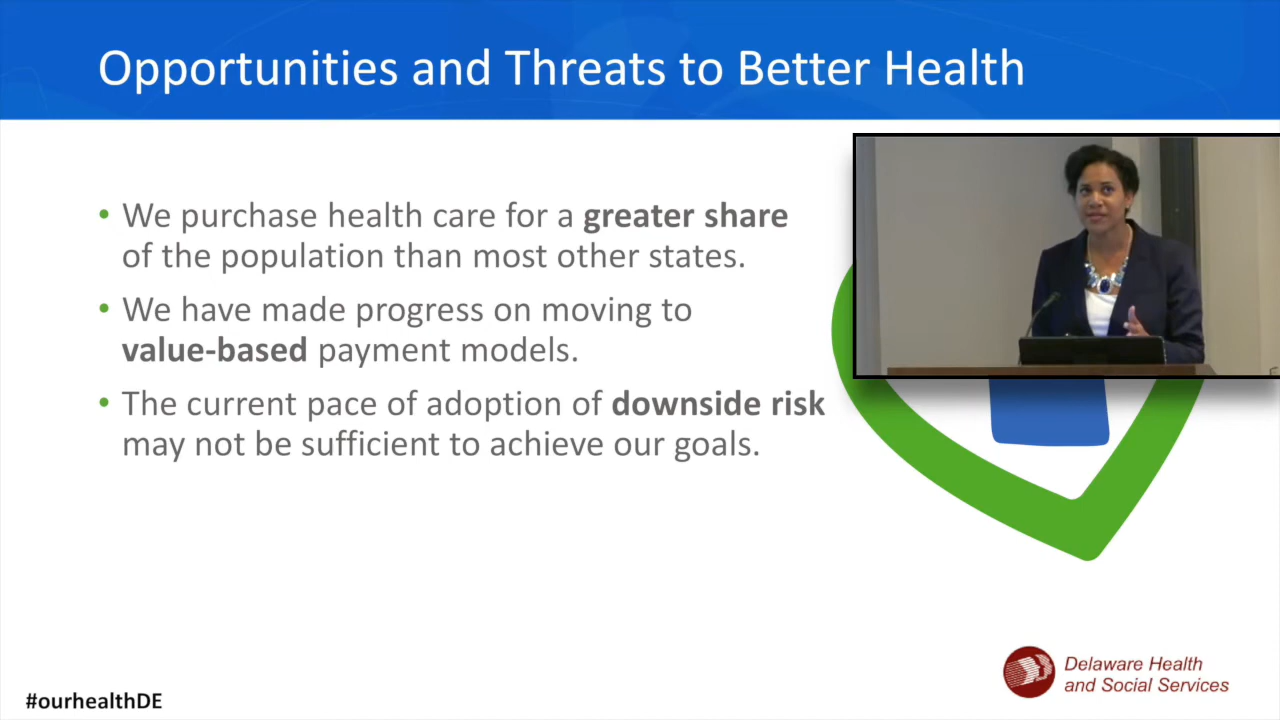 Opportunities and Threats to Better Health
• We purchase health care for a greater share
of the population than most other states.
• We have made progress on moving to
value-based payment models.
• The current pace of adoption of downside risk
may not be sufficient to achieve our goals.
Delaware Health
and Social Services
#ourhealthDE